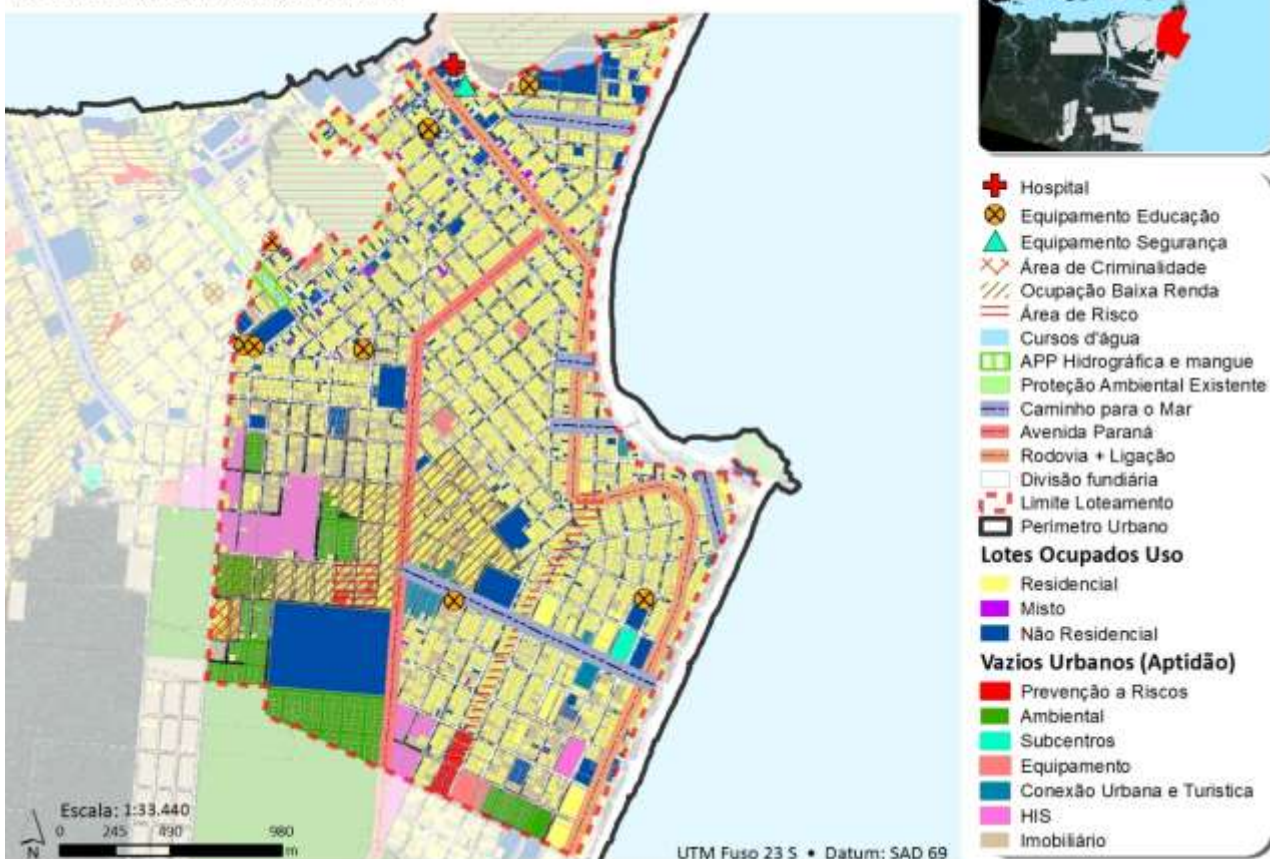 Escala: 1:33.440
0 245 490 980
m
N
UTM Fuso 23 S • Datum: SAD 69
Hospital
Equipamento Educação
Equipamento Segurança
Área de Criminalidade
Ocupação Baixa Renda
Área de Risco
Cursos d'água
APP Hidrográfica e mangue
Proteção Ambiental Existente
Caminho para o Mar
Avenida Paraná
Rodovia + Ligação
Divisão fundiária
Limite Loteamento
Perímetro Urbano
Lotes Ocupados Uso
Residencial
Misto
Não Residencial
Vazios Urbanos (Aptidão)
Prevenção a Riscos
Ambiental
Subcentros
Equipamento
Conexão Urbana e Turistica
HIS
Imobiliário